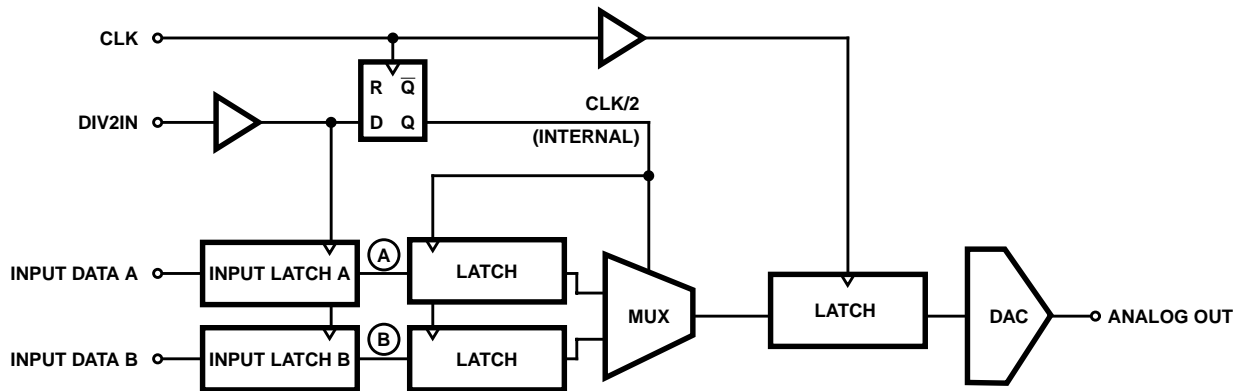 CLK
R Q̅
DIV2IN
D Q
CLK/2
(INTERNAL)
INPUT DATA A
INPUT LATCH A
A
LATCH
MUX
LATCH
DAC
ANALOG OUT
INPUT DATA B
INPUT LATCH B
B
LATCH